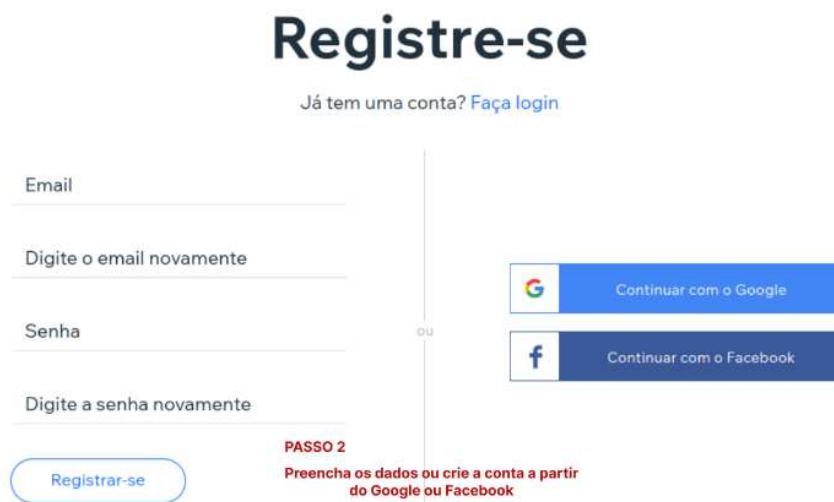 Registre-se
Já tem uma conta? Faça login
Email
Digite o email novamente
Senha
Digite a senha novamente
Registrar-se
ou
Continuar com o Google
Continuar com o Facebook
PASSO 2
Preencha os dados ou crie a conta a partir
do Google ou Facebook